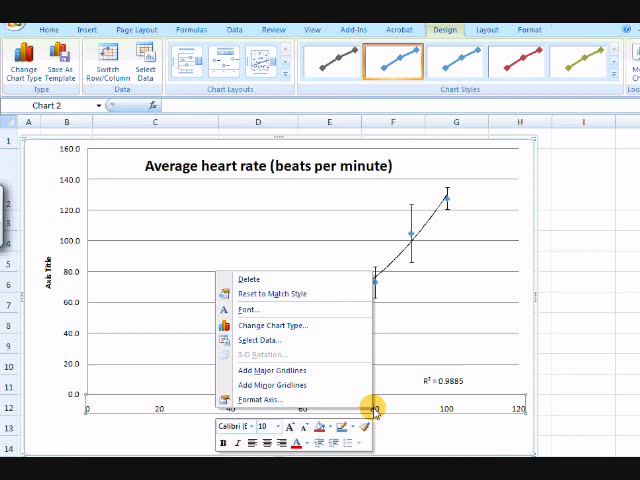 Home Insert Page Layout Formulas Data Review View Add-Ins Acrobat Design Layout Format
Change Chart Type
Save As Template
Switch Row/Column
Select Data
Type Data Chart Layouts Chart Styles
Chart 2 fx
A B C D E F G H I J
1
2
3
4
5
6
7
8
9
10
11
12
13
14
Average heart rate (beats per minute)
160.0
140.0
120.0
100.0
80.0
60.0
40.0
20.0
0.0
Axis Title
0 20 40 60 80 100 120
R² = 0.9885
Delete
Reset to Match Style
Font...
Change Chart Type...
Select Data...
3-D Rotation...
Add Major Gridlines
Add Minor Gridlines
Format Axis...
Calibri (E 10 A A
B I A